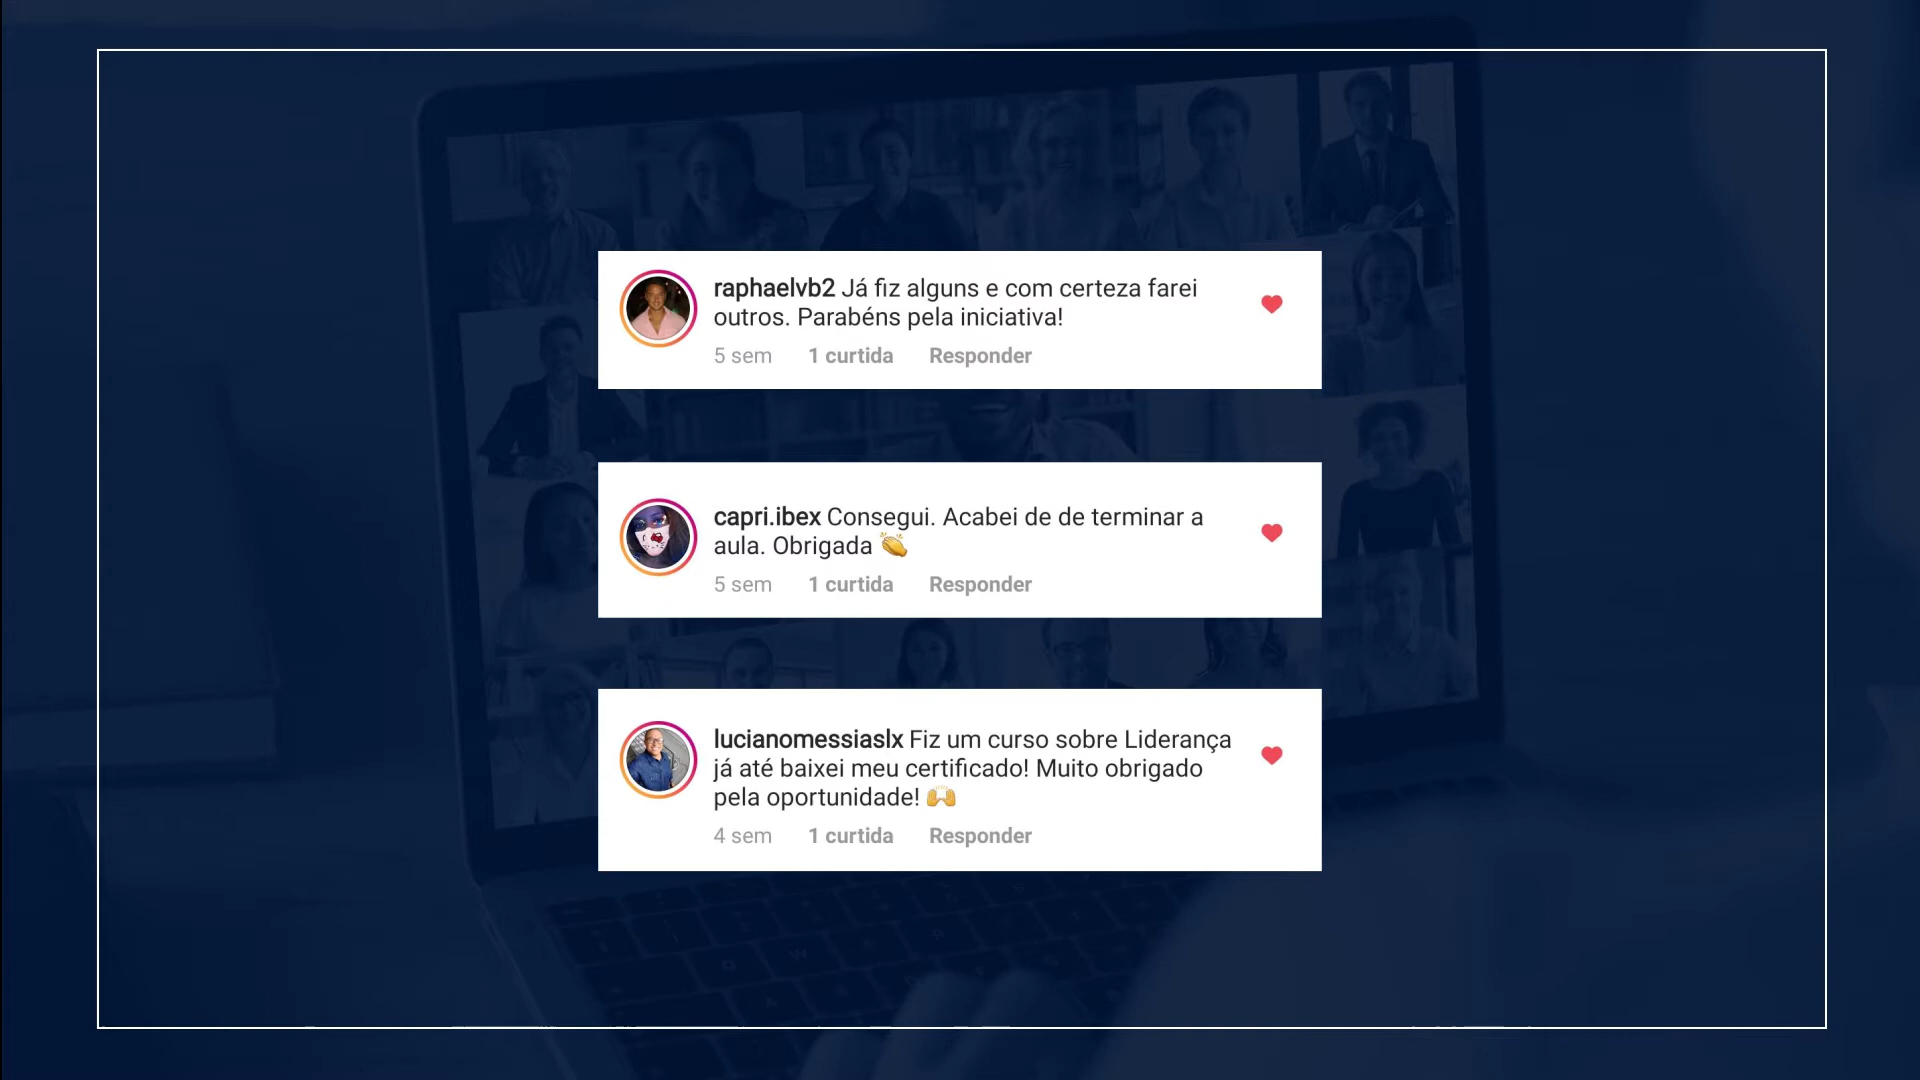 raphaelvb2 Já fiz alguns e com certeza farei
outros. Parabéns pela iniciativa!
5 sem 1 curtida Responder
capri.ibex Consegui. Acabei de de terminar a
aula. Obrigada 👏
5 sem 1 curtida Responder
lucianomessiaslx Fiz um curso sobre Liderança
já até baixei meu certificado! Muito obrigado
pela oportunidade! 🙌
4 sem 1 curtida Responder